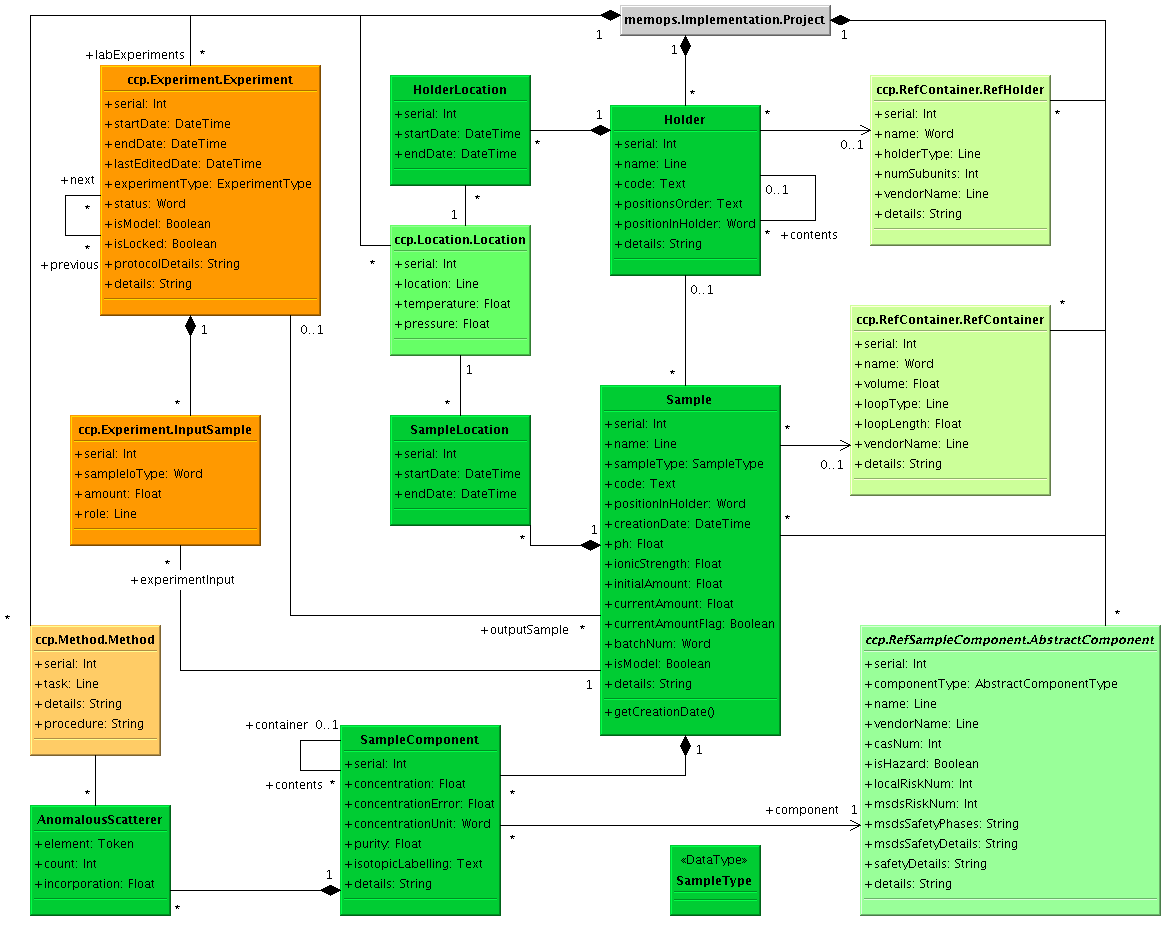 memops.Implementation.Project
1
1
1
+labExperiments *
ccp.Experiment.Experiment
+serial: Int
+startDate: DateTime
+endDate: DateTime
+lastEditedDate: DateTime
+experimentType: ExperimentType
+status: Word
+isModel: Boolean
+isLocked: Boolean
+protocolDetails: String
+details: String
+next
*
*
+previous
1
0..1
*
HolderLocation
+serial: Int
+startDate: DateTime
+endDate: DateTime
*
1
*
1
*
Holder
+serial: Int
+name: Line
+code: Text
+positionsOrder: Text
+positionInHolder: Word
+details: String
*
0..1
0..1
*
+contents
0..1
*
ccp.RefContainer.RefHolder
+serial: Int
+name: Word
+holderType: Line
+numSubunits: Int
+vendorName: Line
+details: String
*
ccp.Location.Location
+serial: Int
+location: Line
+temperature: Float
+pressure: Float
*
1
*
ccp.RefContainer.RefContainer
+serial: Int
+name: Word
+volume: Float
+loopType: Line
+loopLength: Float
+vendorName: Line
+details: String
*
ccp.Experiment.InputSample
+serial: Int
+sampleIoType: Word
+amount: Float
+role: Line
*
+experimentInput
SampleLocation
+serial: Int
+startDate: DateTime
+endDate: DateTime
*
1
Sample
+serial: Int
+name: Line
+sampleType: SampleType
+code: Text
+positionInHolder: Word
+creationDate: DateTime
+ph: Float
+ionicStrength: Float
+initialAmount: Float
+currentAmount: Float
+currentAmountFlag: Boolean
+batchNum: Word
+isModel: Boolean
+details: String
+getCreationDate()
*
0..1
*
+outputSample *
1
1
*
ccp.Method.Method
+serial: Int
+task: Line
+details: String
+procedure: String
*
AnomalousScatterer
+element: Token
+count: Int
+incorporation: Float
*
1
+container 0..1
+contents *
SampleComponent
+serial: Int
+concentration: Float
+concentrationError: Float
+concentrationUnit: Word
+purity: Float
+isotopicLabelling: Text
+details: String
*
*
+component 1
«DataType»
SampleType
*
ccp.RefSampleComponent.AbstractComponent
+serial: Int
+componentType: AbstractComponentType
+name: Line
+vendorName: Line
+casNum: Int
+isHazard: Boolean
+localRiskNum: Int
+msdsRiskNum: Int
+msdsSafetyPhases: String
+msdsSafetyDetails: String
+safetyDetails: String
+details: String